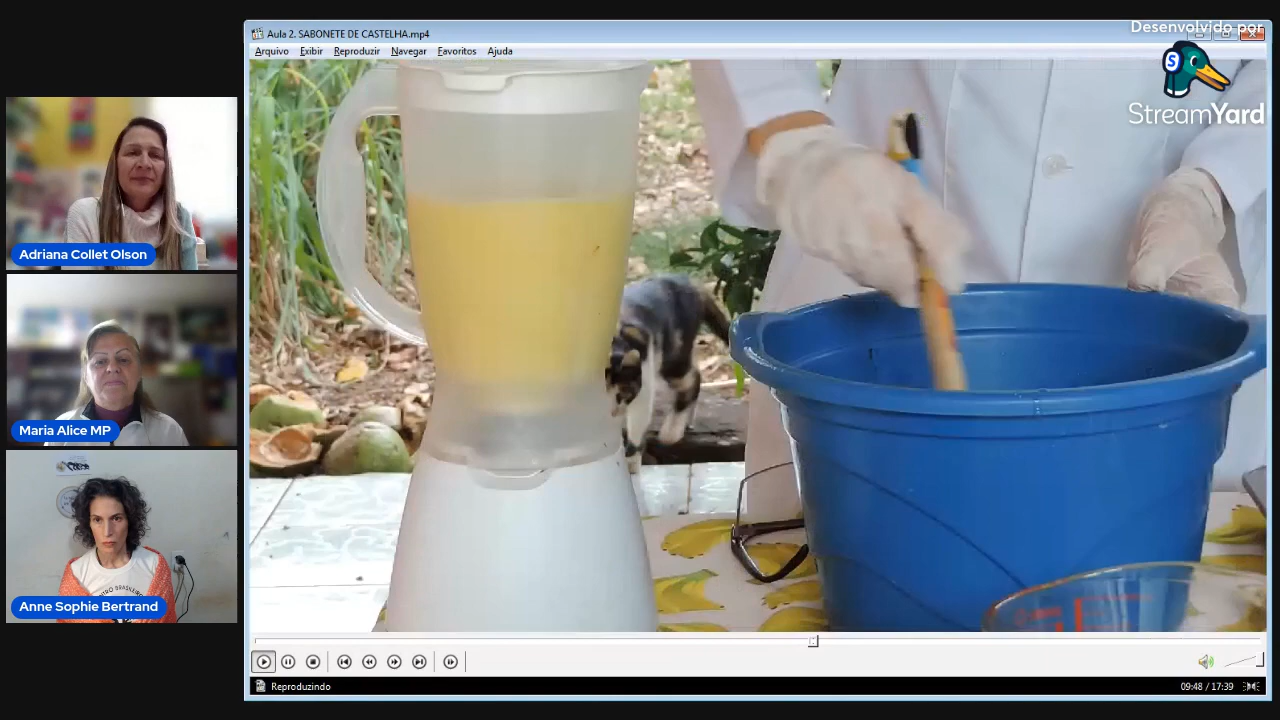 Aula 2. SABONETE DE CASTELHA.mp4
Desenvolvido por
Arquivo Exibir Reproduzir Navegar Favoritos Ajuda
S
StreamYard
Adriana Collet Olson
Maria Alice MP
Anne Sophie Bertrand
Reproduzindo
09:48 / 17:39